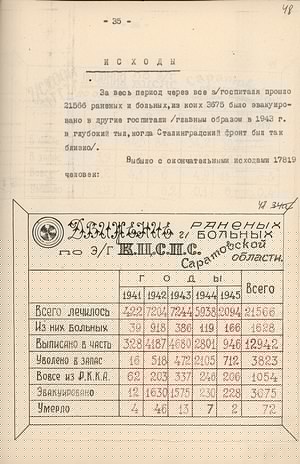 48
- 35 -
ИСХОДЫ
За весь период через все э/госпитали прошло
21566 раненых и больных, из коих 3675 было эвакуиро-
вано в другие госпитали /главным образом в 1943 г.
в глубокий тыл, когда Сталинградский фронт был так
близко/.
Выбыло с окончательными исходами 17819
человек:
Движение раненых
и больных
по э/г К.П.С.П.С.
Саратовской
области.
ГОДЫ Всего
1941 1942 1943 1944 1945
Всего лечилось 422 7204 7244 5938 2094 21566
Из них больных 39 918 386 119 166 1628
Выписано в часть 328 4187 4680 2801 946 12942
Уволено в запас 16 518 472 2105 712 3823
Вовсе из Р.К.К.А. 62 203 337 246 206 1054
Эвакуировано 12 1630 1575 230 228 3675
Умерло 4 46 13 7 2 72